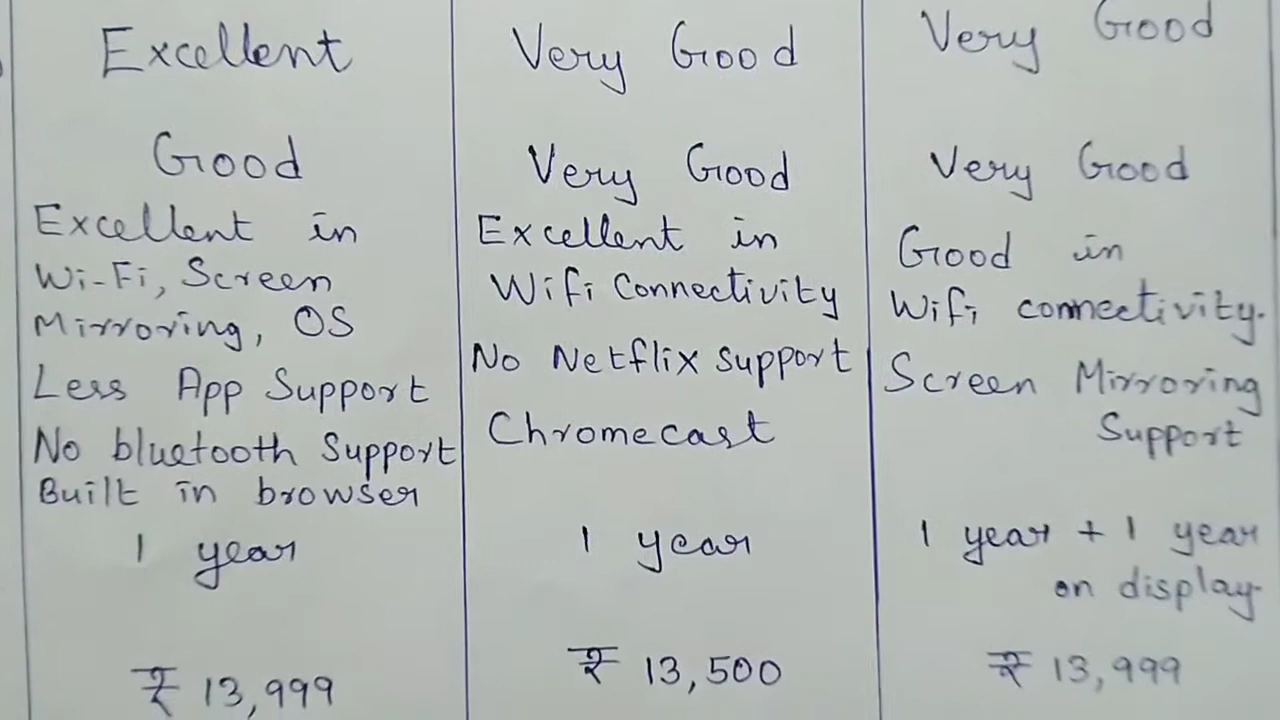 Excellent
Good
Excellent in
Wi-Fi, Screen
Mirroring, OS
Less App Support
No bluetooth Support
Built in browser
1 year
₹ 13,999
Very Good
Very Good
Excellent in
Wifi Connectivity
No Netflix support
Chromecast
1 year
₹ 13,500
Very Good
Very Good
Good in
Wifi connectivity.
Screen Mirroring
Support
1 year + 1 year
on display.
₹ 13,999